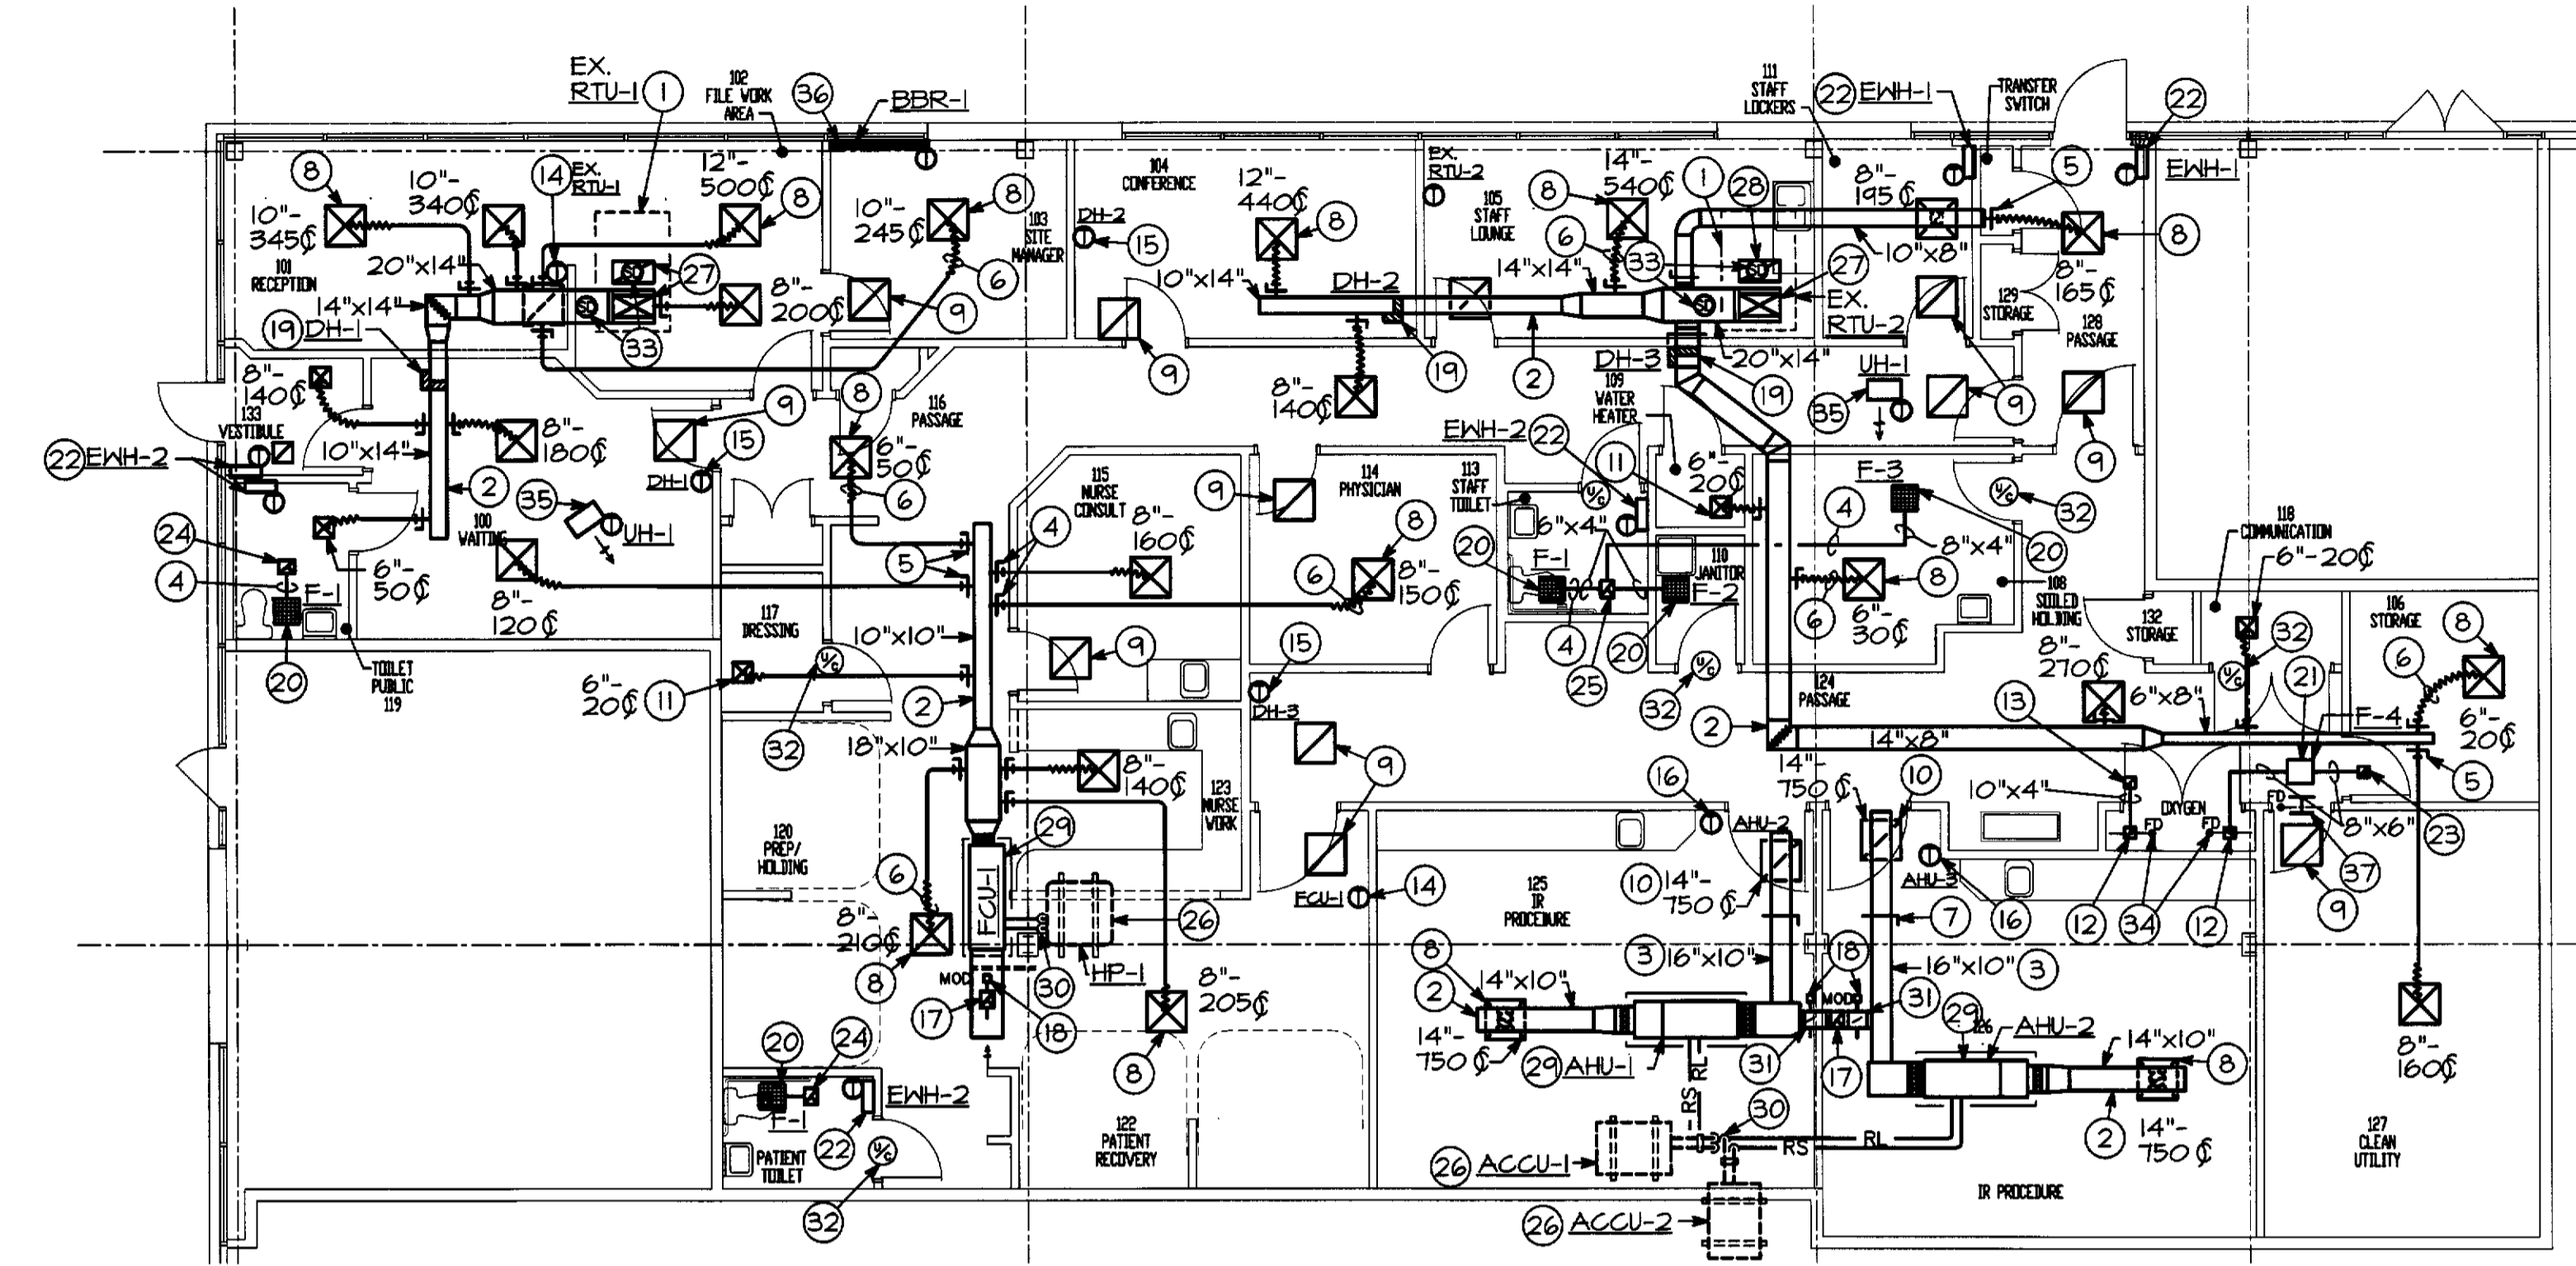 EX.
RTU-1
1
102
FILE WORK
AREA
36
BBR-1
111
STAFF
LOCKERS
22
EWH-1
TRANSFER
SWITCH
22
8
10"-
340₵
14
EX.
RTU-1
12"-
500₵
8
10"-
245₵
8
103
SITE
MANAGER
104
CONFERENCE
DH-2
15
12"-
440₵
8
EX.
RTU-2
105
STAFF
LOUNGE
14"-
540₵
8
1
28
8"-
195₵
5
EWH-1
10"-
345₵
101
RECEPTION
20"x14"
SD
27
6
6
33
SD
27
10"x8"
8
14"x14"
SD
8"-
200₵
9
10"x14"
DH-2
14"x14"
SD
EX.
RTU-2
129
STORAGE
8"-
165₵
128
PASSAGE
19
DH-1
33
9
19
2
DH-3
20"x14"
19
UH-1
35
9
9
8"-
140₵
133
VESTIBULE
10"x14"
8"-
180₵
9
15
DH-1
8
6"-
50₵
6
116
PASSAGE
8"-
140₵
109
WATER
HEATER
EWH-2
22
22
EWH-2
2
35
UH-1
100
WAITING
115
NURSE
CONSULT
9
114
PHYSICIAN
113
STAFF
TOILET
U/C
11
6"-
20₵
F-3
4
U/C
32
24
4
F-1
6"-
50₵
8"-
120₵
5
4
8"-
160₵
6
8
8"-
150₵
6"x4"
20
F-1
8"x4"
20
118
COMMUNICATION
6"-20₵
20
TOILET
PUBLIC
119
117
DRESSING
10"x10"
4
25
20
110
JANITOR
F-2
6
8
6"-
30₵
108
SOILED
HOLDING
132
STORAGE
32
106
STORAGE
8
6"-
20₵
11
U/C
32
9
15
DH-3
32
U/C
8"-
270₵
U/C
21
6
2
18"x10"
2
124
PASSAGE
13
6"x8"
F-4
6"-
20₵
8"-
140₵
123
NURSE
WORK
9
16
14"x8"
14"-
750₵
10
10"x4"
OXYGEN
FD
5
120
PREP/
HOLDING
29
AHU-2
FD
FD
8"x6"
23
6
FCU-1
26
FCU-1
14
125
IR
PROCEDURE
10
14"-
750₵
AHU-3
16
7
12
34
12
37
9
8"-
210₵
8
MOD
HP-1
30
8
2
14"x10"
3
16"x10"
18
MOD
16"x10"
3
31
17
18
8"-
205₵
8
14"-
750₵
29
AHU-1
RL
31
17
29
126
AHU-2
14"x10"
8
8"-
160₵
20
24
F-1
EWH-2
22
PATIENT
TOILET
U/C
32
122
PATIENT
RECOVERY
RS
30
RL
RS
2
14"-
750₵
127
CLEAN
UTILITY
26
ACCU-1
IR PROCEDURE
26
ACCU-2